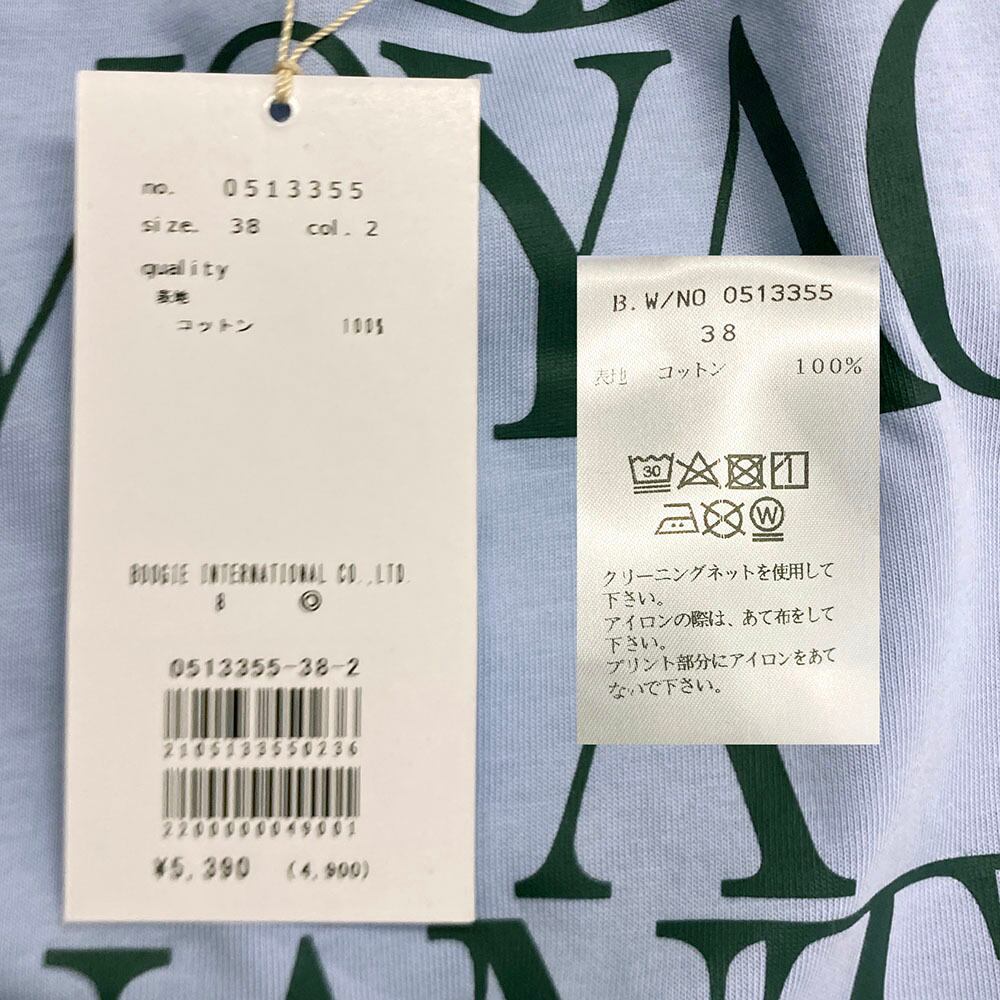 no. 0513355
size. 38 col. 2
quality
表地
コットン 100%
BOOGIE INTERNATIONAL CO.,LTD.
8 ◎
0513355-38-2
2105133550236
2200000049001
¥5,390 (4,900)
B.W/NO 0513355
38
表地 コットン 100%
30
W
クリーニングネットを使用して
下さい。
アイロンの際は、あて布をして
下さい。
プリント部分にアイロンをあて
ないで下さい。